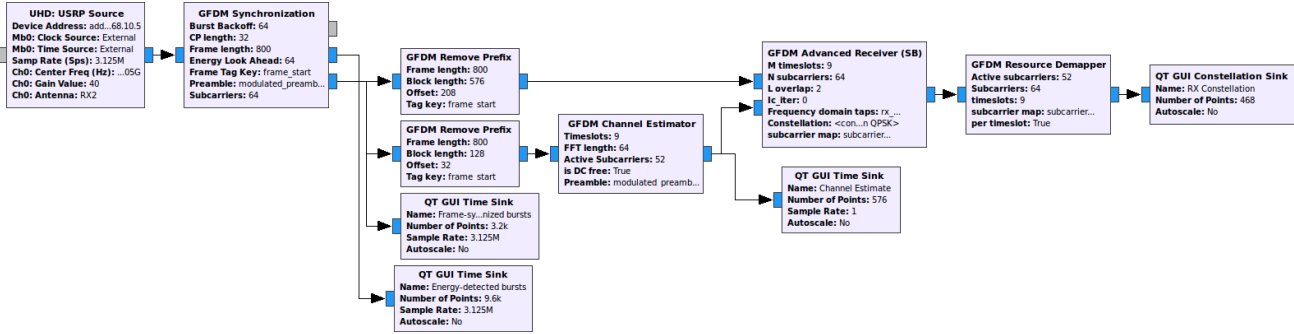 UHD: USRP Source
Device Address: add...68.10.5
Mb0: Clock Source: External
Mb0: Time Source: External
Samp Rate (Sps): 3.125M
Ch0: Center Freq (Hz): ...05G
Ch0: Gain Value: 40
Ch0: Antenna: RX2
GFDM Synchronization
Burst Backoff: 64
CP length: 32
Frame length: 800
Energy Look Ahead: 64
Frame Tag Key: frame_start
Preamble: modulated_preamb...
Subcarriers: 64
GFDM Remove Prefix
Frame length: 800
Block length: 576
Offset: 208
Tag key: frame_start
GFDM Remove Prefix
Frame length: 800
Block length: 128
Offset: 32
Tag key: frame_start
QT GUI Time Sink
Name: Frame-sy...nized bursts
Number of Points: 3.2k
Sample Rate: 3.125M
Autoscale: No
QT GUI Time Sink
Name: Energy-detected bursts
Number of Points: 9.6k
Sample Rate: 3.125M
Autoscale: No
GFDM Channel Estimator
Timeslots: 9
FFT length: 64
Active Subcarriers: 52
is DC free: True
Preamble: modulated_preamb...
GFDM Advanced Receiver (SB)
M timeslots: 9
N subcarriers: 64
L overlap: 2
Ic_iter: 0
Frequency domain taps: rx_...
Constellation: <con...n QPSK>
subcarrier map: subcarrier...
QT GUI Time Sink
Name: Channel Estimate
Number of Points: 576
Sample Rate: 1
Autoscale: No
GFDM Resource Demapper
Active subcarriers: 52
Subcarriers: 64
timeslots: 9
subcarrier map: subcarrier...
per timeslot: True
QT GUI Constellation Sink
Name: RX Constellation
Number of Points: 468
Autoscale: No